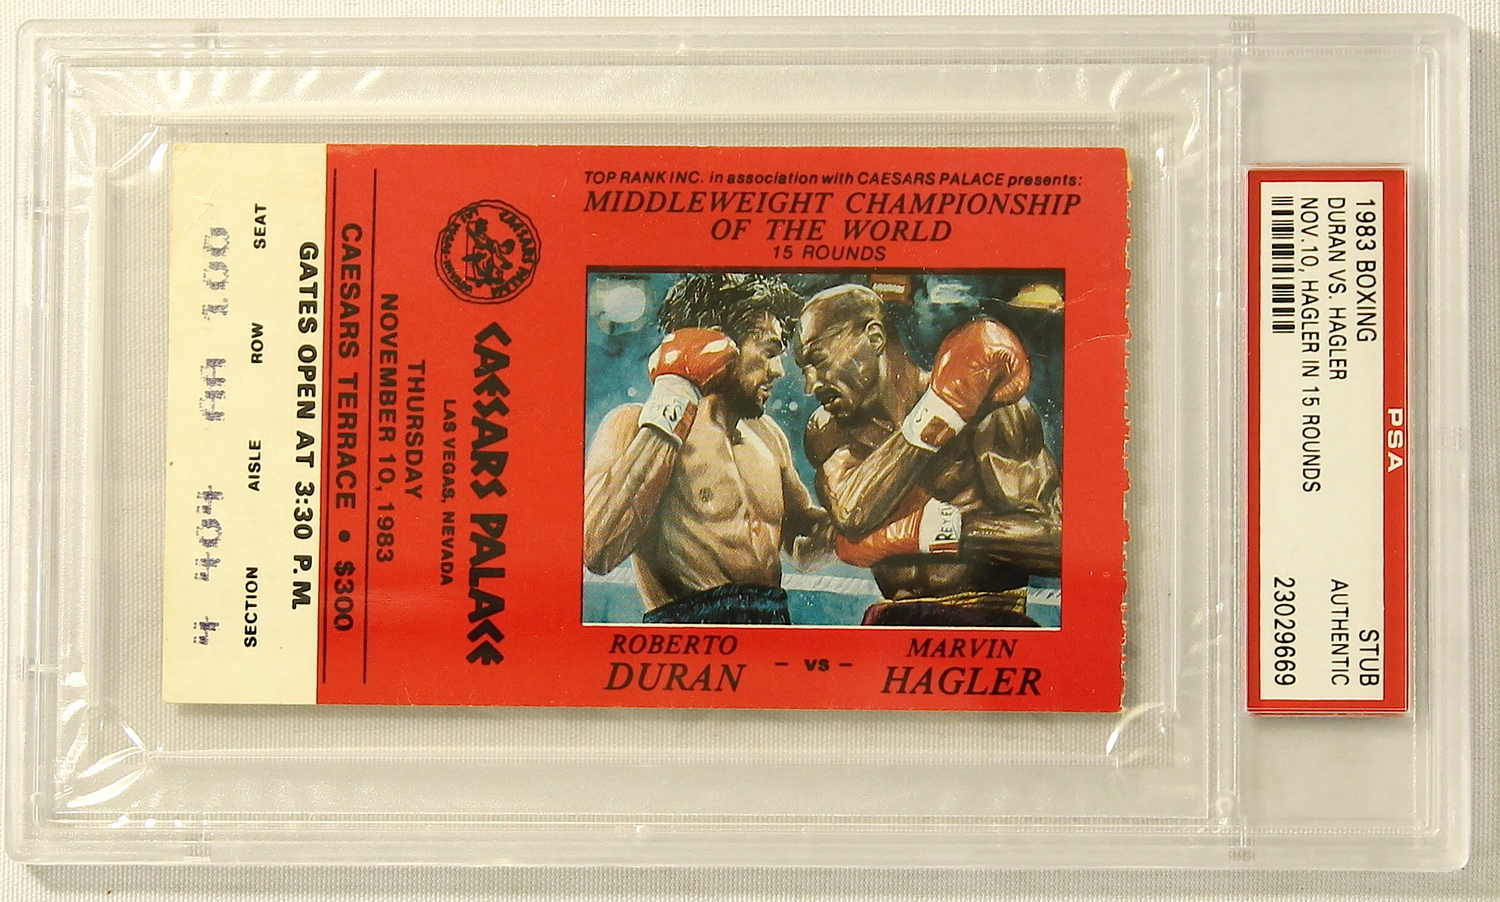 TOP RANK INC. in association with CAESARS PALACE presents:
MIDDLEWEIGHT CHAMPIONSHIP
OF THE WORLD
15 ROUNDS
ROBERTO
DURAN
- vs -
MARVIN
HAGLER
CAESARS PALACE
LAS VEGAS, NEVADA
THURSDAY
NOVEMBER 10, 1983
CAESARS TERRACE • $300
GATES OPEN AT 3:30 P.M.
SEAT ROW AISLE SECTION
PSA
1983 BOXING STUB
DURAN VS. HAGLER AUTHENTIC
NOV.10, HAGLER IN 15 ROUNDS
23029669